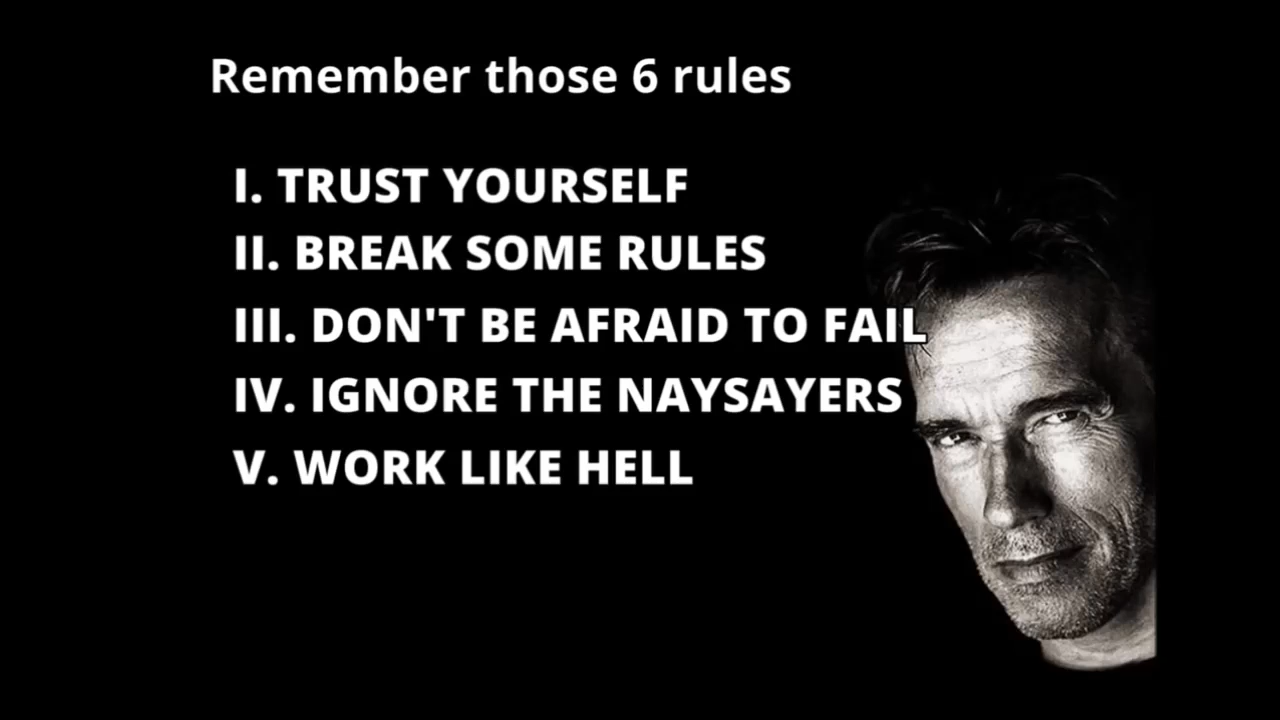 Remember those 6 rules
I. TRUST YOURSELF
II. BREAK SOME RULES
III. DON'T BE AFRAID TO FAIL
IV. IGNORE THE NAYSAYERS
V. WORK LIKE HELL